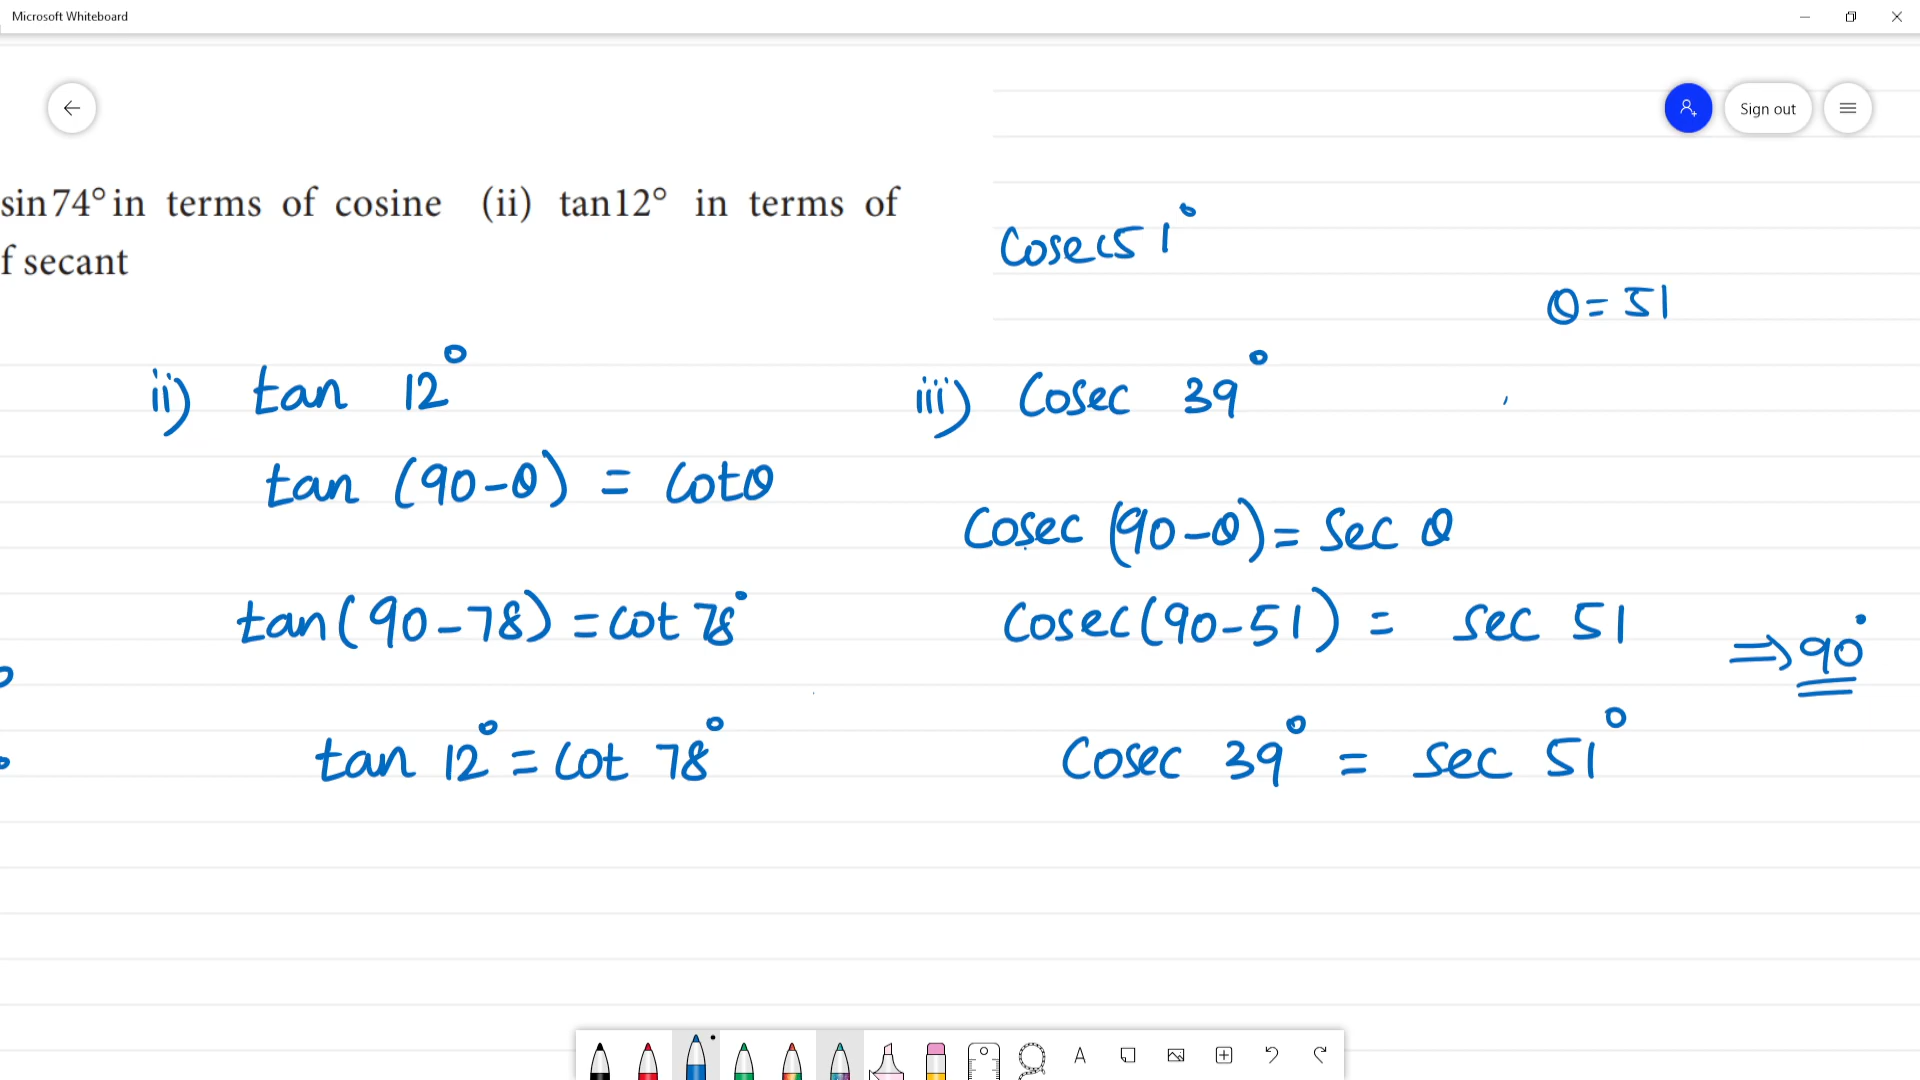 Microsoft Whiteboard
Sign out
sin74° in terms of cosine (ii) tan12° in terms of
f secant
Cosec51°
θ = 51
ii) tan 12°
tan (90-θ) = Cotθ
tan(90-78) = cot 78°
tan 12° = cot 78°
iii) Cosec 39°
Cosec (90-θ) = Sec θ
Cosec(90-51) = sec 51
⇒ 90°
Cosec 39° = sec 51°